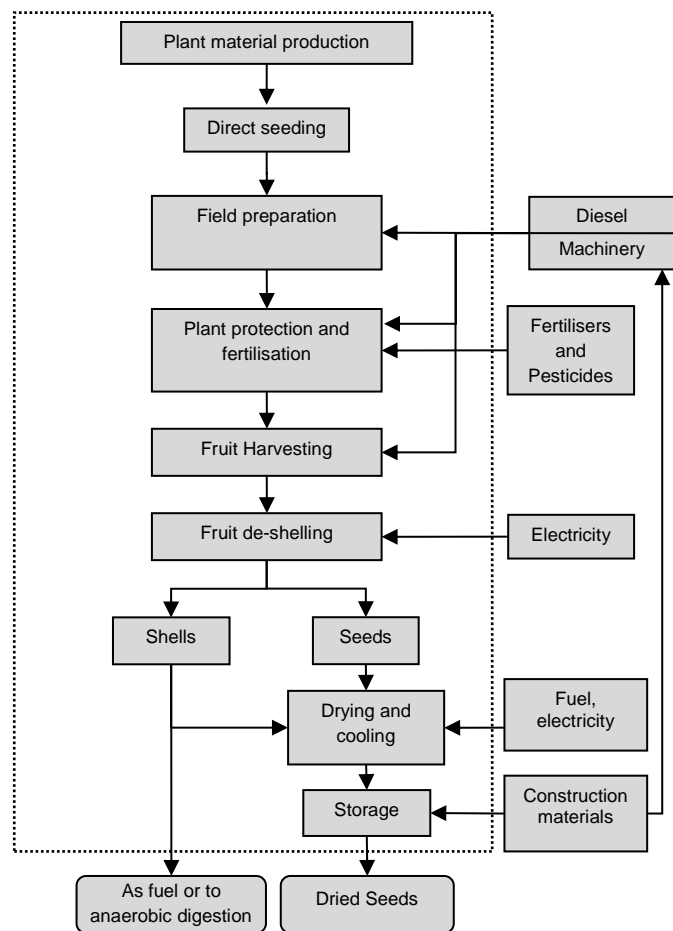 Plant material production
Direct seeding
Field preparation
Diesel
Machinery
Plant protection and
fertilisation
Fertilisers
and
Pesticides
Fruit Harvesting
Fruit de-shelling
Electricity
Shells
Seeds
Drying and
cooling
Fuel,
electricity
Storage
Construction
materials
As fuel or to
anaerobic digestion
Dried Seeds